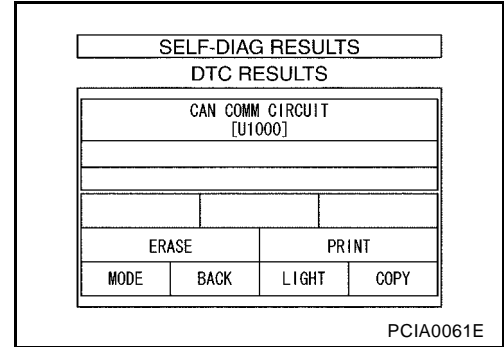 SELF-DIAG RESULTS
DTC RESULTS
CAN COMM CIRCUIT
[U1000]
ERASE PRINT
MODE BACK LIGHT COPY
PCIA0061E